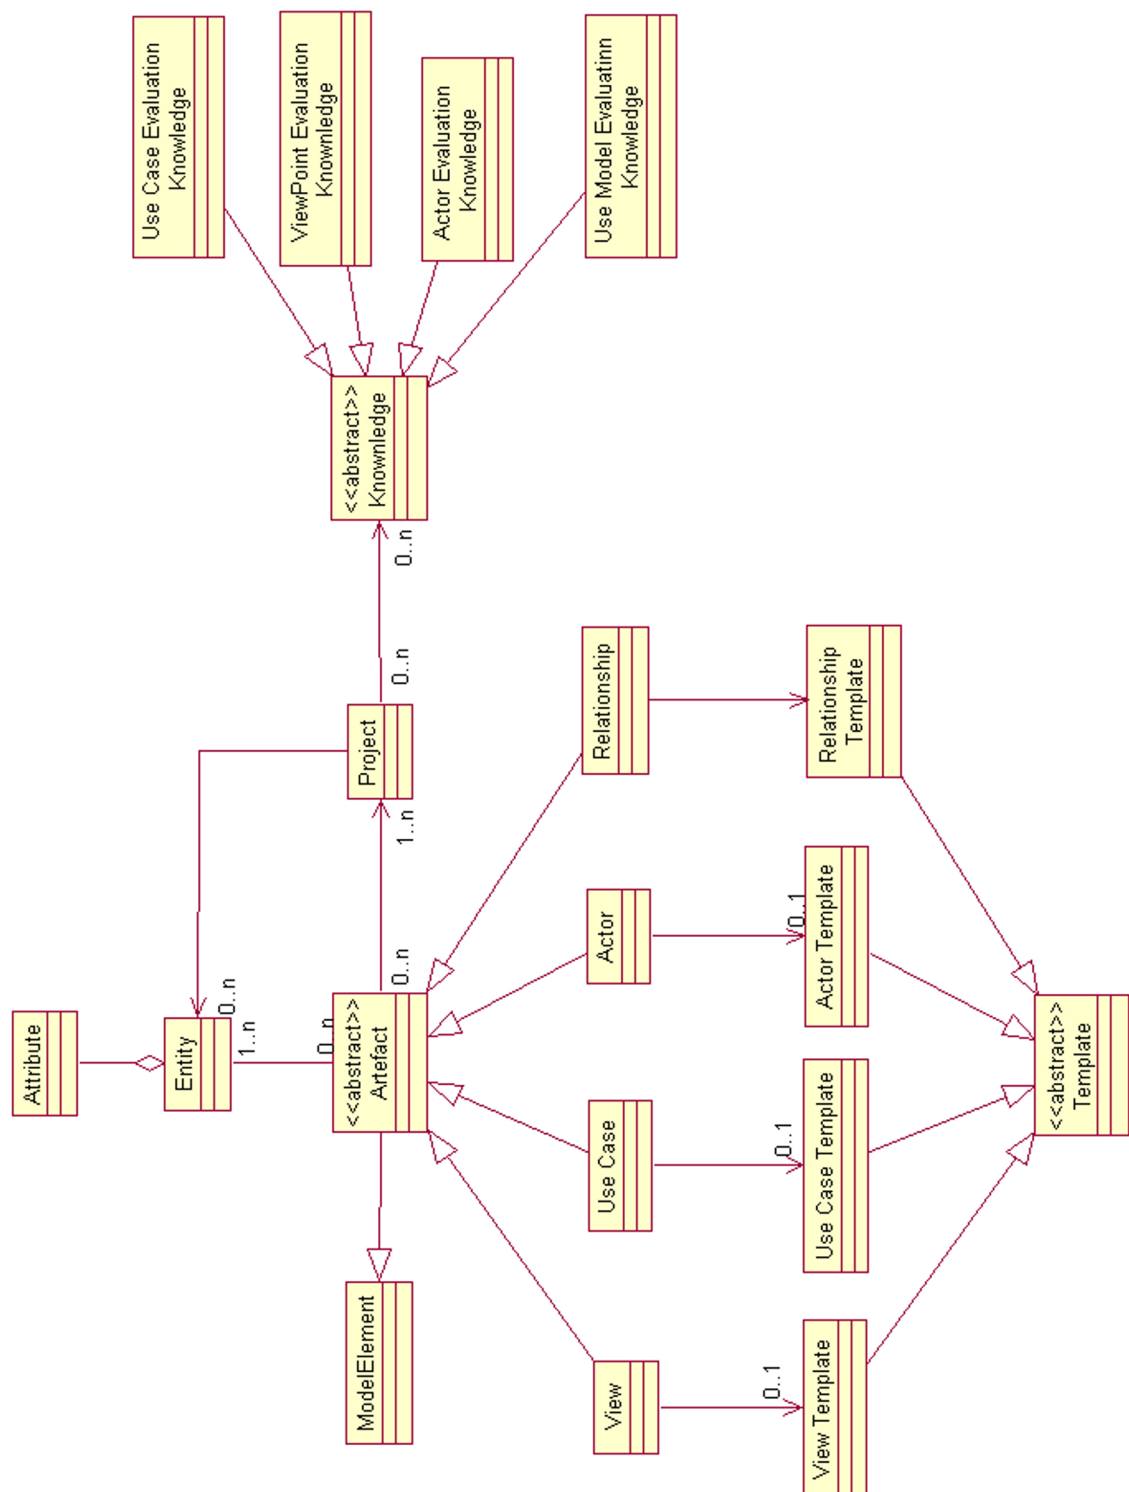 Attribute
Use Case Evaluation
Knowledge
Entity
0..n
1..n
ViewPoint Evaluation
Knownledge
0..n
ModelElement
<<abstract>>
Artefact
Project
<<abstract>>
Knownledge
0..n
1..n
0..n
0..n
Actor Evaluation
Knowledge
View
Use Case
Actor
Relationship
Use Model Evaluatinn
Knowledge
0..1
0..1
0..1
View Template
Use Case Template
Actor Template
Relationship
Template
<<abstract>>
Template